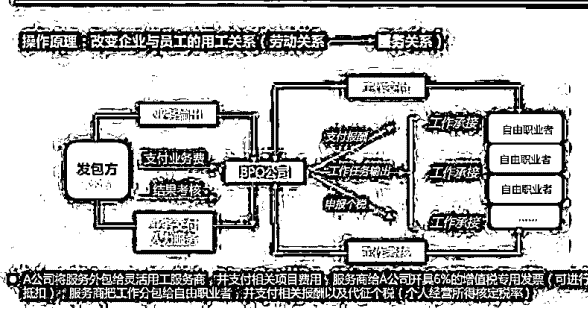 操作原理：改变企业与员工的用工关系（劳动关系 服务关系）
工作
业务输出
支付报酬
工作承接
自由职业者
发包方
支付业务费
BPO公司
工作任务输出
工作承接
自由职业者
结果考核
自由职业者
申报个税
工作承接
……
A公司将服务外包给灵活用工服务商，并支付相关项目费用，服务商给A公司开具6%的增值税专用发票（可进行
抵扣），服务商把工作分包给自由职业者，并支付相关报酬以及代征个税（个人经营所得核定税率）